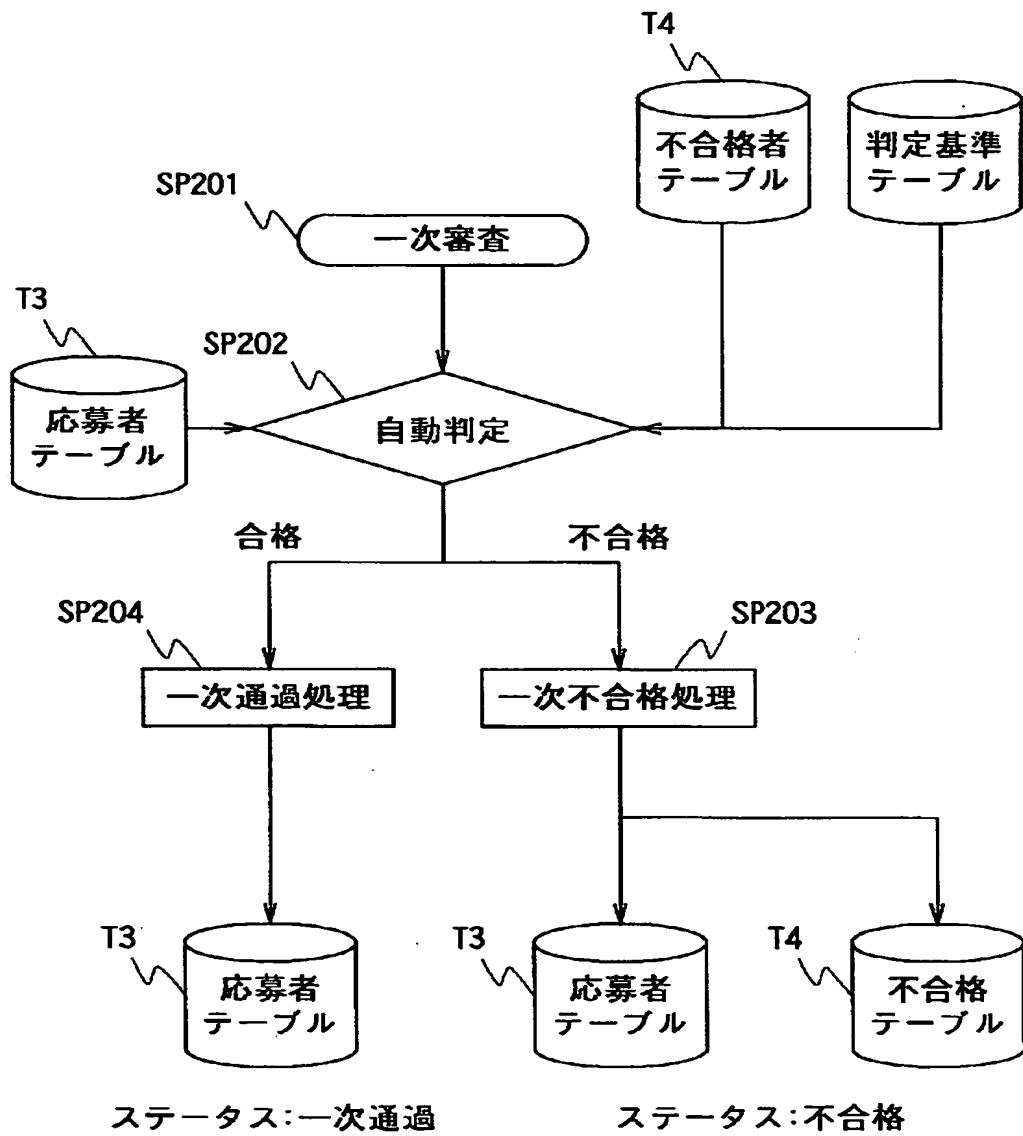 T4
不合格者
テーブル
判定基準
テーブル
SP201
一次審査
T3
応募者
テーブル
SP202
自動判定
合格
不合格
SP204
一次通過処理
SP203
一次不合格処理
T3
応募者
テーブル
T3
応募者
テーブル
T4
不合格
テーブル
ステータス:一次通過
ステータス:不合格